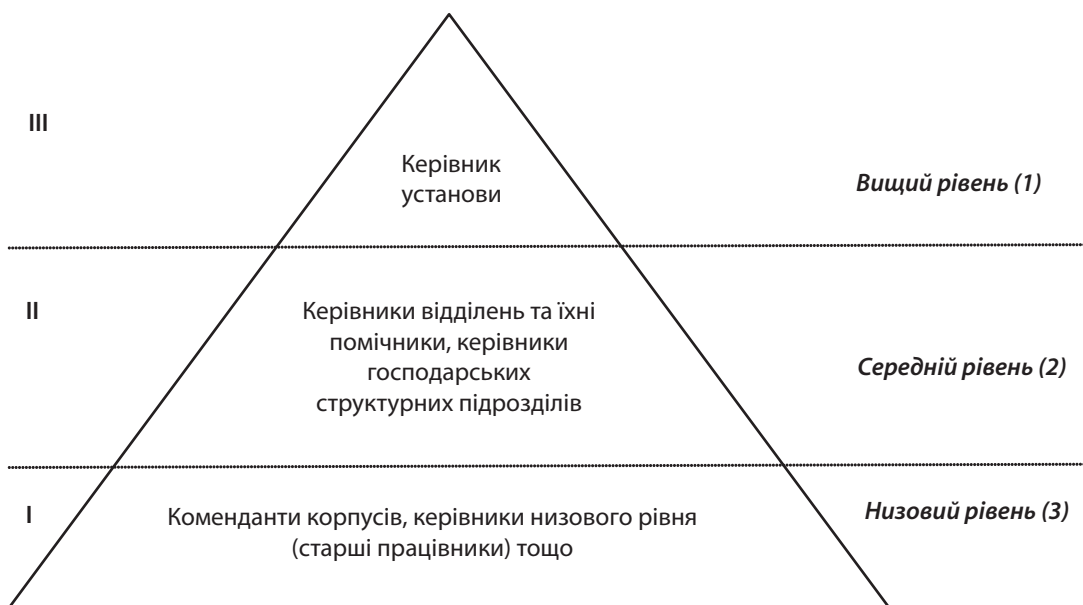 III
Керівник
установи
Вищий рівень (1)
II
Керівники відділень та їхні
помічники, керівники
господарських
структурних підрозділів
Середній рівень (2)
I
Коменданти корпусів, керівники низового рівня
(старші працівники) тощо
Низовий рівень (3)